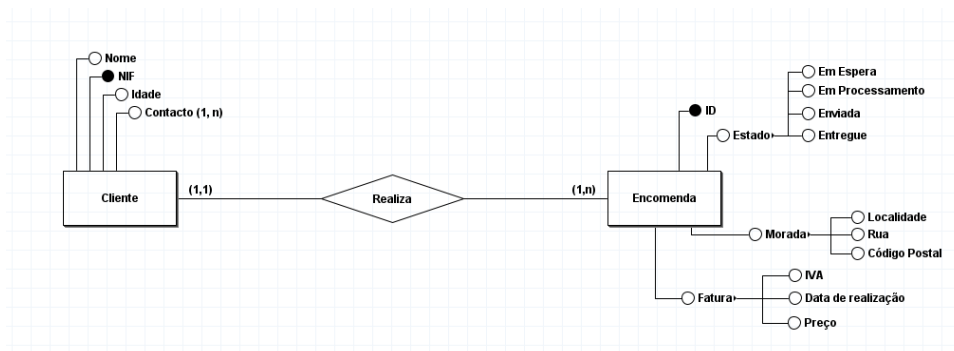 Nome
NIF
Idade
Contacto (1, n)
Cliente
(1,1)
Realiza
(1,n)
Encomenda
ID
Estado
Em Espera
Em Processamento
Enviada
Entregue
Morada
Localidade
Rua
Código Postal
Fatura
IVA
Data de realização
Preço